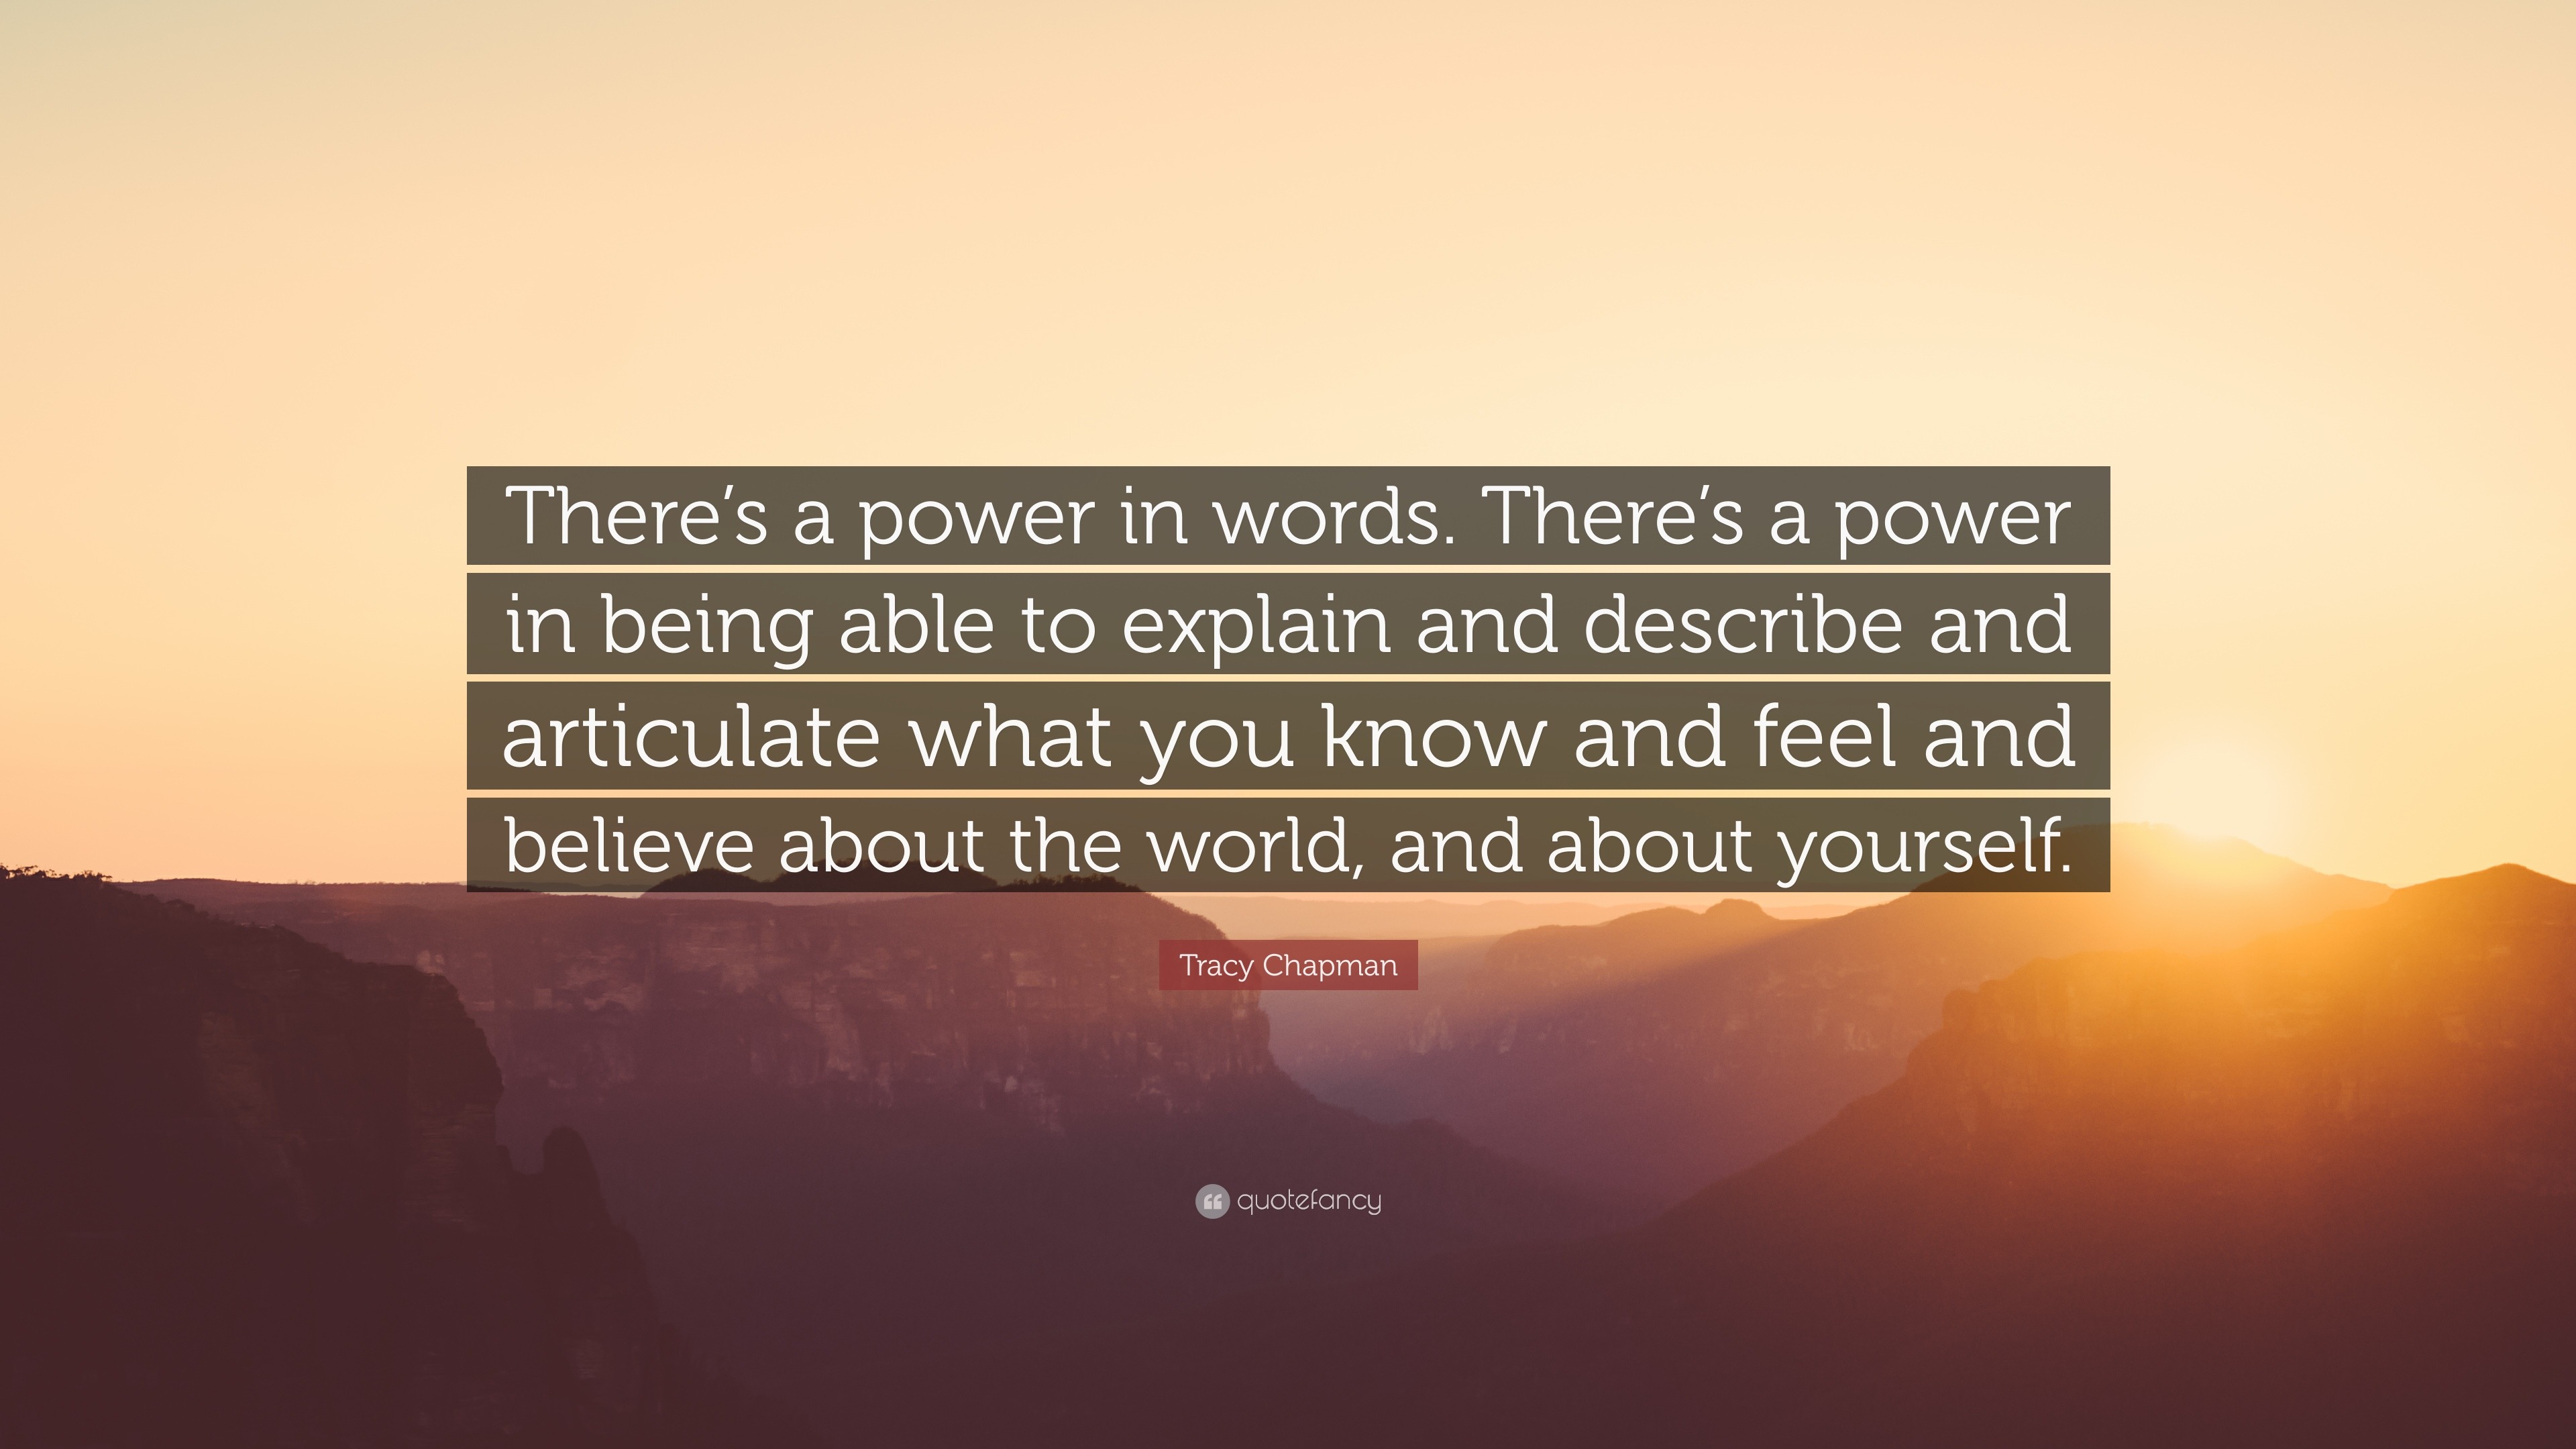 There’s a power in words. There’s a power
in being able to explain and describe and
articulate what you know and feel and
believe about the world, and about yourself.
Tracy Chapman
quotefancy